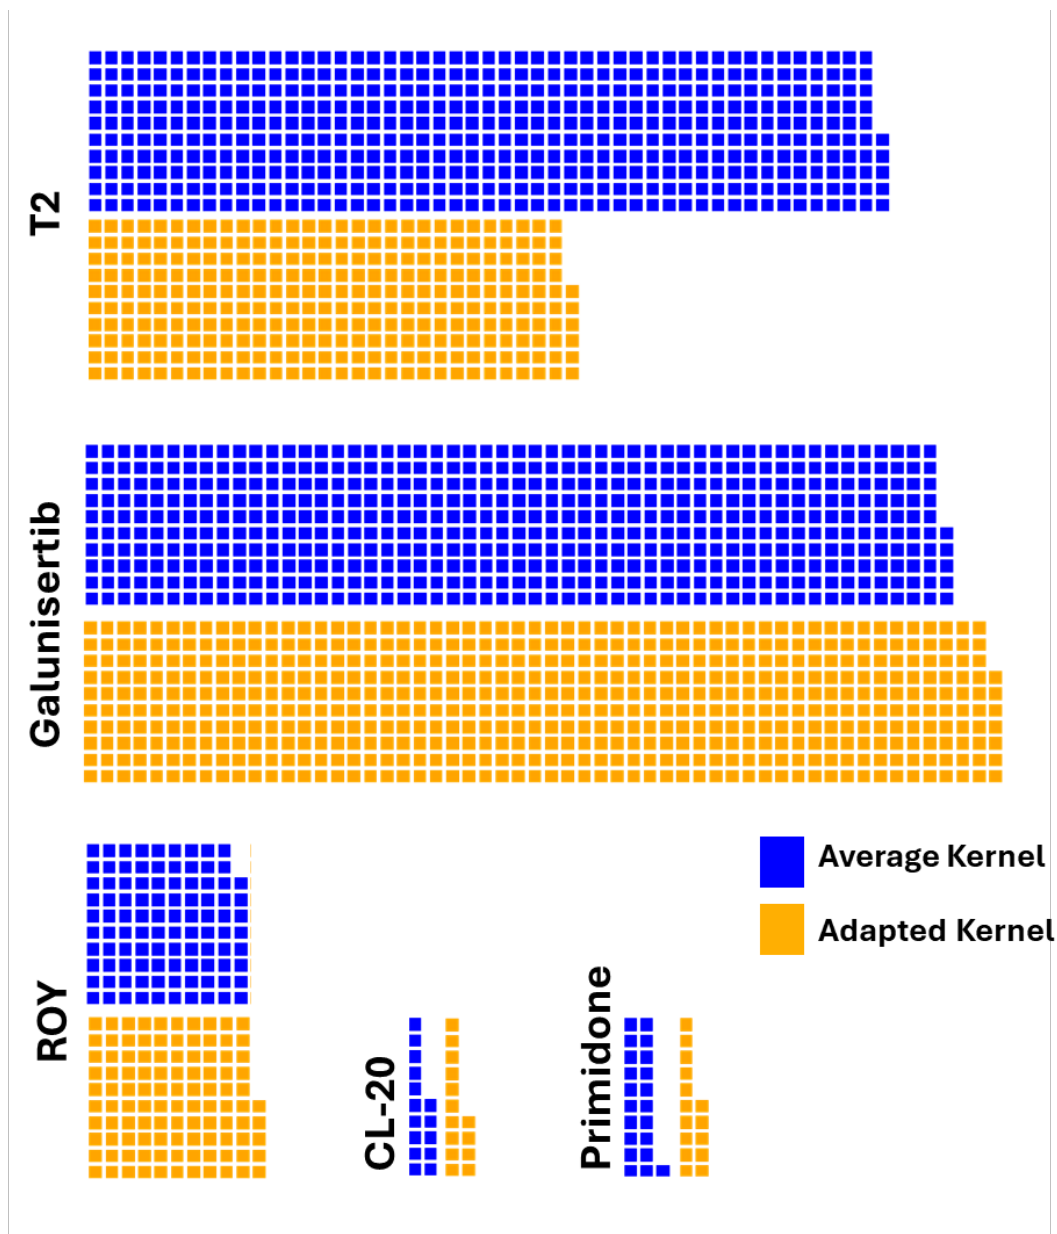 T2
Galunisertib
ROY
CL-20
Primidone
Average Kernel
Adapted Kernel